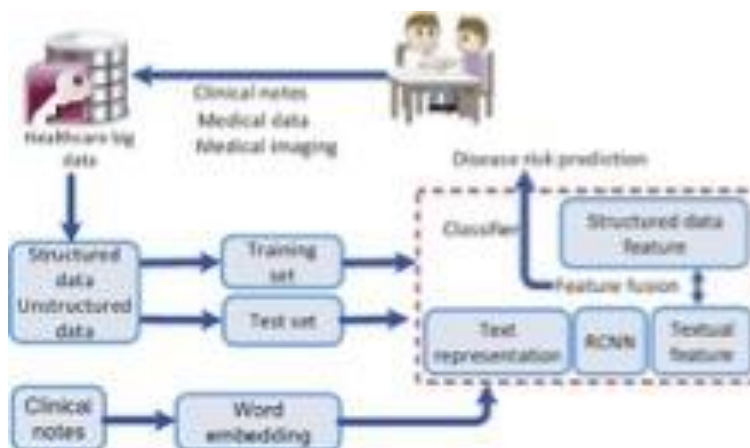 Clinical notes
Medical data
Medical imaging
Healthcare big
data
Disease risk prediction
Structured
data
Unstructured
data
Training
set
Test set
Classifier
Structured data
feature
Feature fusion
Text
representation
RCNN
Textual
feature
Clinical
notes
Word
embedding